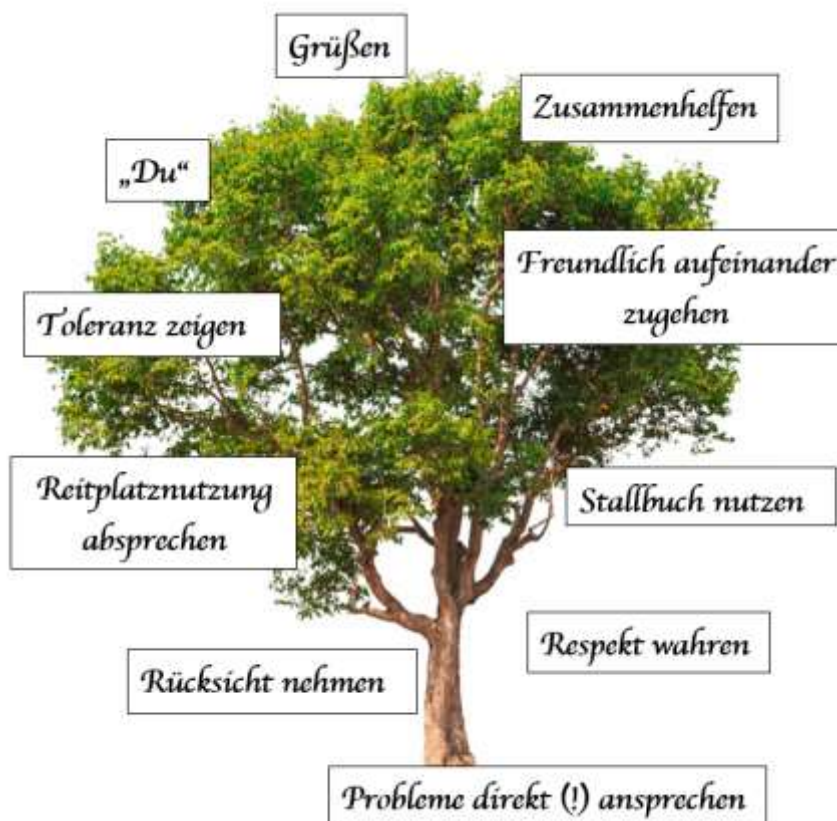 Grüßen
Zusammenhelfen
„Du“
Freundlich aufeinander
zugehen
Toleranz zeigen
Reitplatznutzung
absprechen
Stallbuch nutzen
Respekt wahren
Rücksicht nehmen
Probleme direkt (!) ansprechen